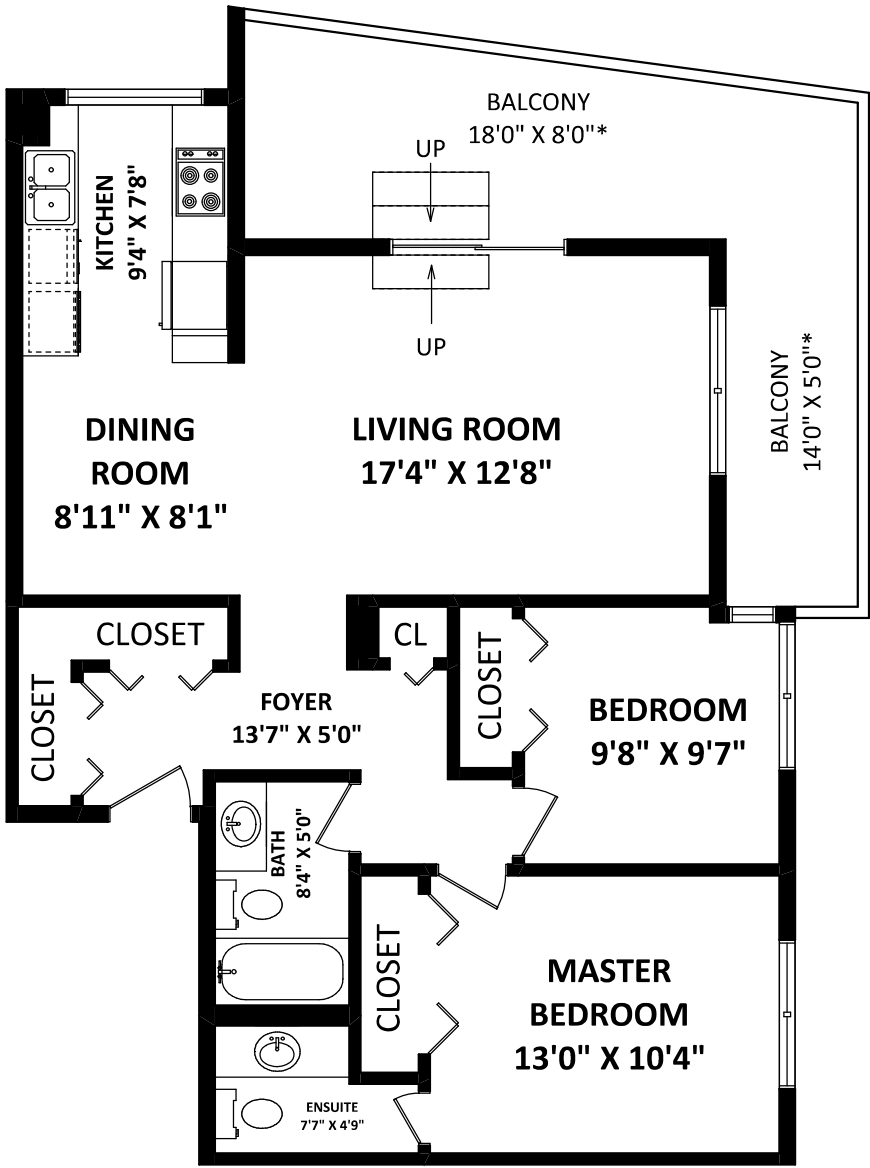 BALCONY
18'0" X 8'0"*
UP
KITCHEN
9'4" X 7'8"
UP
BALCONY
14'0" X 5'0"*
DINING
ROOM
8'11" X 8'1"
LIVING ROOM
17'4" X 12'8"
CLOSET
CL
CLOSET
CLOSET
FOYER
13'7" X 5'0"
BEDROOM
9'8" X 9'7"
BATH
8'4" X 5'0"
CLOSET
MASTER
BEDROOM
13'0" X 10'4"
ENSUITE
7'7" X 4'9"